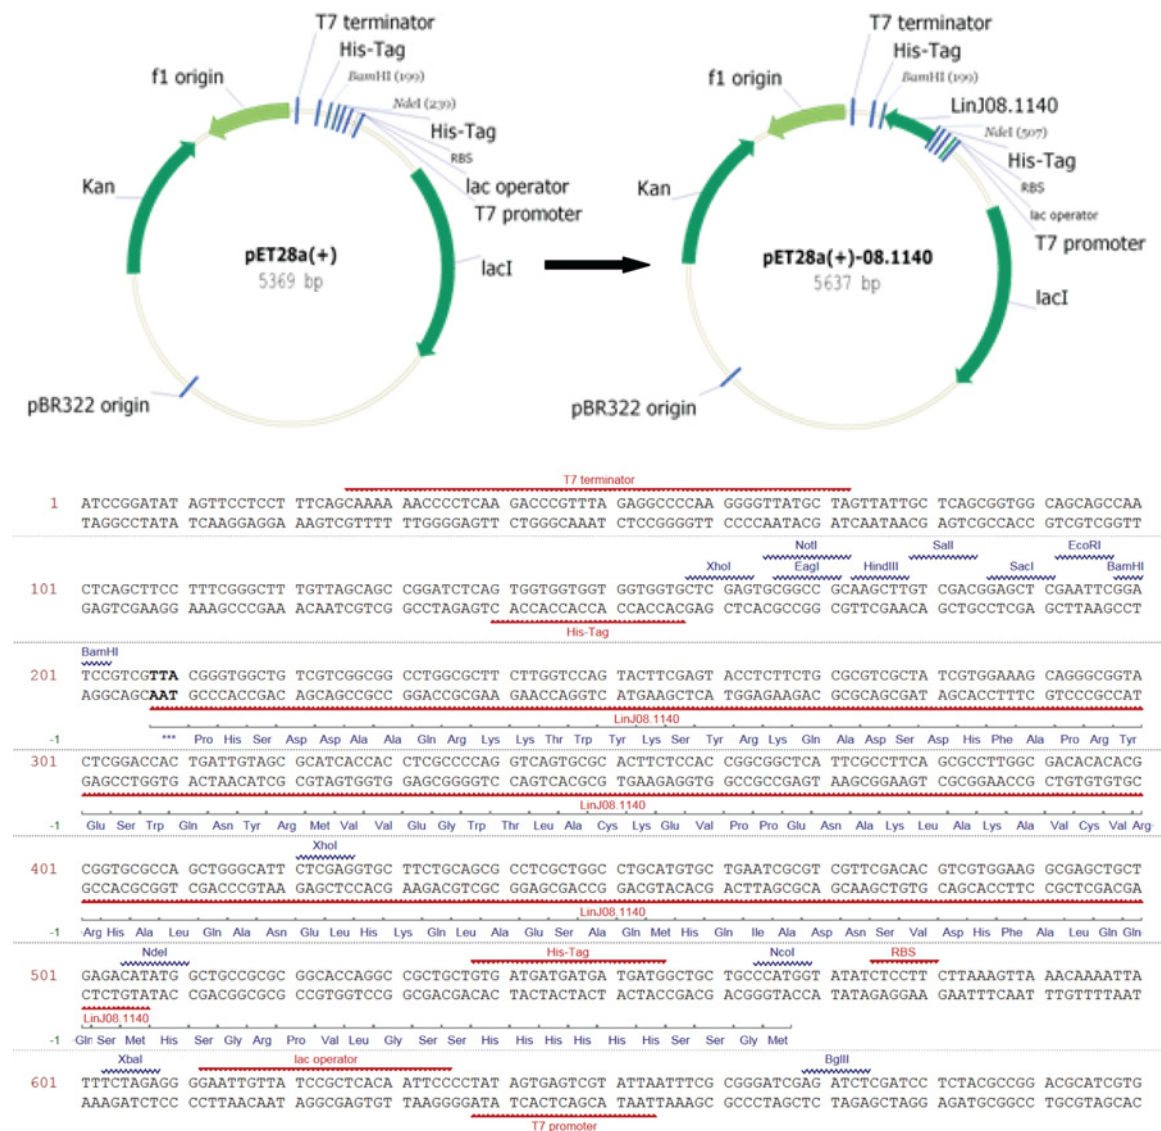 T7 terminator
His-Tag
BamHI (199)
f1 origin
NdeI (239)
His-Tag
RBS
Kan
lac operator
T7 promoter
pET28a(+)
5369 bp
lacI
pBR322 origin
T7 terminator
His-Tag
BamHI (199)
f1 origin
LinJ08.1140
NdeI (507)
His-Tag
RBS
Kan
lac operator
T7 promoter
pET28a(+)-08.1140
5637 bp
lacI
pBR322 origin
T7 terminator
1 ATCCGGATAT AGTTCCTCCT TTCAGCAAAA AACCCCTCAA GACCCGTTTA GAGGCCCCAA GGGGTTATGC TAGTTATTGC TCAGCGGTGG CAGCAGCCAA
TAGGCCTATA TCAAGGAGGA AAGTCGTTTT TTGGGGAGTT CTGGGCAAAT CTCCGGGGTT CCCCAATACG ATCAATAACG AGTCGCCACC GTCGTCGGTT
NotI SalI EcoRI
XhoI EagI HindIII SacI BamHI
101 CTCAGCTTCC TTTCGGGCTT TGTTAGCAGC CGGATCTCAG TGGTGGTGGT GGTGGTGCTC GAGTGCGGCC GCAAGCTTGT CGACGGAGCT CGAATTCGGA
GAGTCGAAGG AAAGCCCGAA ACAATCGTCG GCCTAGAGTC ACCACCACCA CCACCACGAG CTCACGCCGG CGTTCGAACA GCTGCCTCGA GCTTAAGCCT
His-Tag
BamHI
201 TCCGTCGTTA CGGGTGGCTG TCGTCGGCGG CCTGGCGCTT CTTGGTCCAG TACTTCGAGT ACCTCTTCTG CGCGTCGCTA TCGTGGAAAG CAGGGCGGTA
AGGCAGCAAT GCCCACCGAC AGCAGCCGCC GGACCGCGAA GAACCAGGTC ATGAAGCTCA TGGAGAAGAC GCGCAGCGAT AGCACCTTTC GTCCCGCCAT
LinJ08.1140
-1 *** Pro His Ser Asp Asp Ala Ala Gln Arg Lys Lys Thr Trp Tyr Lys Ser Tyr Arg Lys Gln Ala Asp Ser Asp His Phe Ala Pro Arg Tyr
301 CTCGGACCAC TGATTGTAGC GCATCACCAC CTCGCCCCAG GTCAGTGCGC ACTTCTCCAC CGGCGGCTCA TTCGCCTTCA GCGCCTTGGC GACACACACG
GAGCCTGGTG ACTAACATCG CGTAGTGGTG GAGCGGGGTC CAGTCACGCG TGAAGAGGTG GCCGCCGAGT AAGCGGAAGT CGCGGAACCG CTGTGTGTGC
LinJ08.1140
-1 Glu Ser Trp Gln Asn Tyr Arg Met Val Val Glu Gly Trp Thr Leu Ala Cys Lys Glu Val Pro Pro Glu Asn Ala Lys Leu Ala Lys Ala Val Cys Val Arg
XhoI
401 CGGTGCGCCA GCTGGGCATT CTCGAGGTGC TTCTGCAGCG CCTCGCTGGC CTGCATGTGC TGAATCGCGT CGTTCGACAC GTCGTGGAAG GCGAGCTGCT
GCCACGCGGT CGACCCGTAA GAGCTCCACG AAGACGTCGC GGAGCGACCG GACGTACACG ACTTAGCGCA GCAAGCTGTG CAGCACCTTC CGCTCGACGA
LinJ08.1140
-1 Arg His Ala Leu Gln Ala Asn Glu Leu His Lys Gln Leu Ala Glu Ser Ala Gln Met His Gln Ile Ala Asp Asn Ser Val Asp His Phe Ala Leu Gln Gln
NdeI His-Tag NcoI RBS
501 GAGACATATG GCTGCCGCGC GGCACCAGGC CGCTGCTGTG ATGATGATGA TGATGGCTGC TGCCCATGGT ATATCTCCTT CTTAAAGTTA AACAAAATTA
CTCTGTATAC CGACGGCGCG CCGTGGTCCG GCGACGACAC TACTACTACT ACTACCGACG ACGGGTACCA TATAGAGGAA GAATTTCAAT TTGTTTTAAT
LinJ08.1140
-1 Gln Ser Met His Ser Gly Arg Pro Val Leu Gly Ser Ser His His His His His His Ser Ser Gly Met
XbaI lac operator BglII
601 TTTCTAGAGG GGAATTGTTA TCCGCTCACA ATTCCCCTAT AGTGAGTCGT ATTAATTTCG CGGGATCGAG ATCTCGATCC TCTACGCCGG ACGCATCGTG
AAAGATCTCC CCTTAACAAT AGGCGAGTGT TAAGGGGATA TCACTCAGCA TAATTAAAGC GCCCTAGCTC TAGAGCTAGG AGATGCGGCC TGCGTAGCAC
T7 promoter